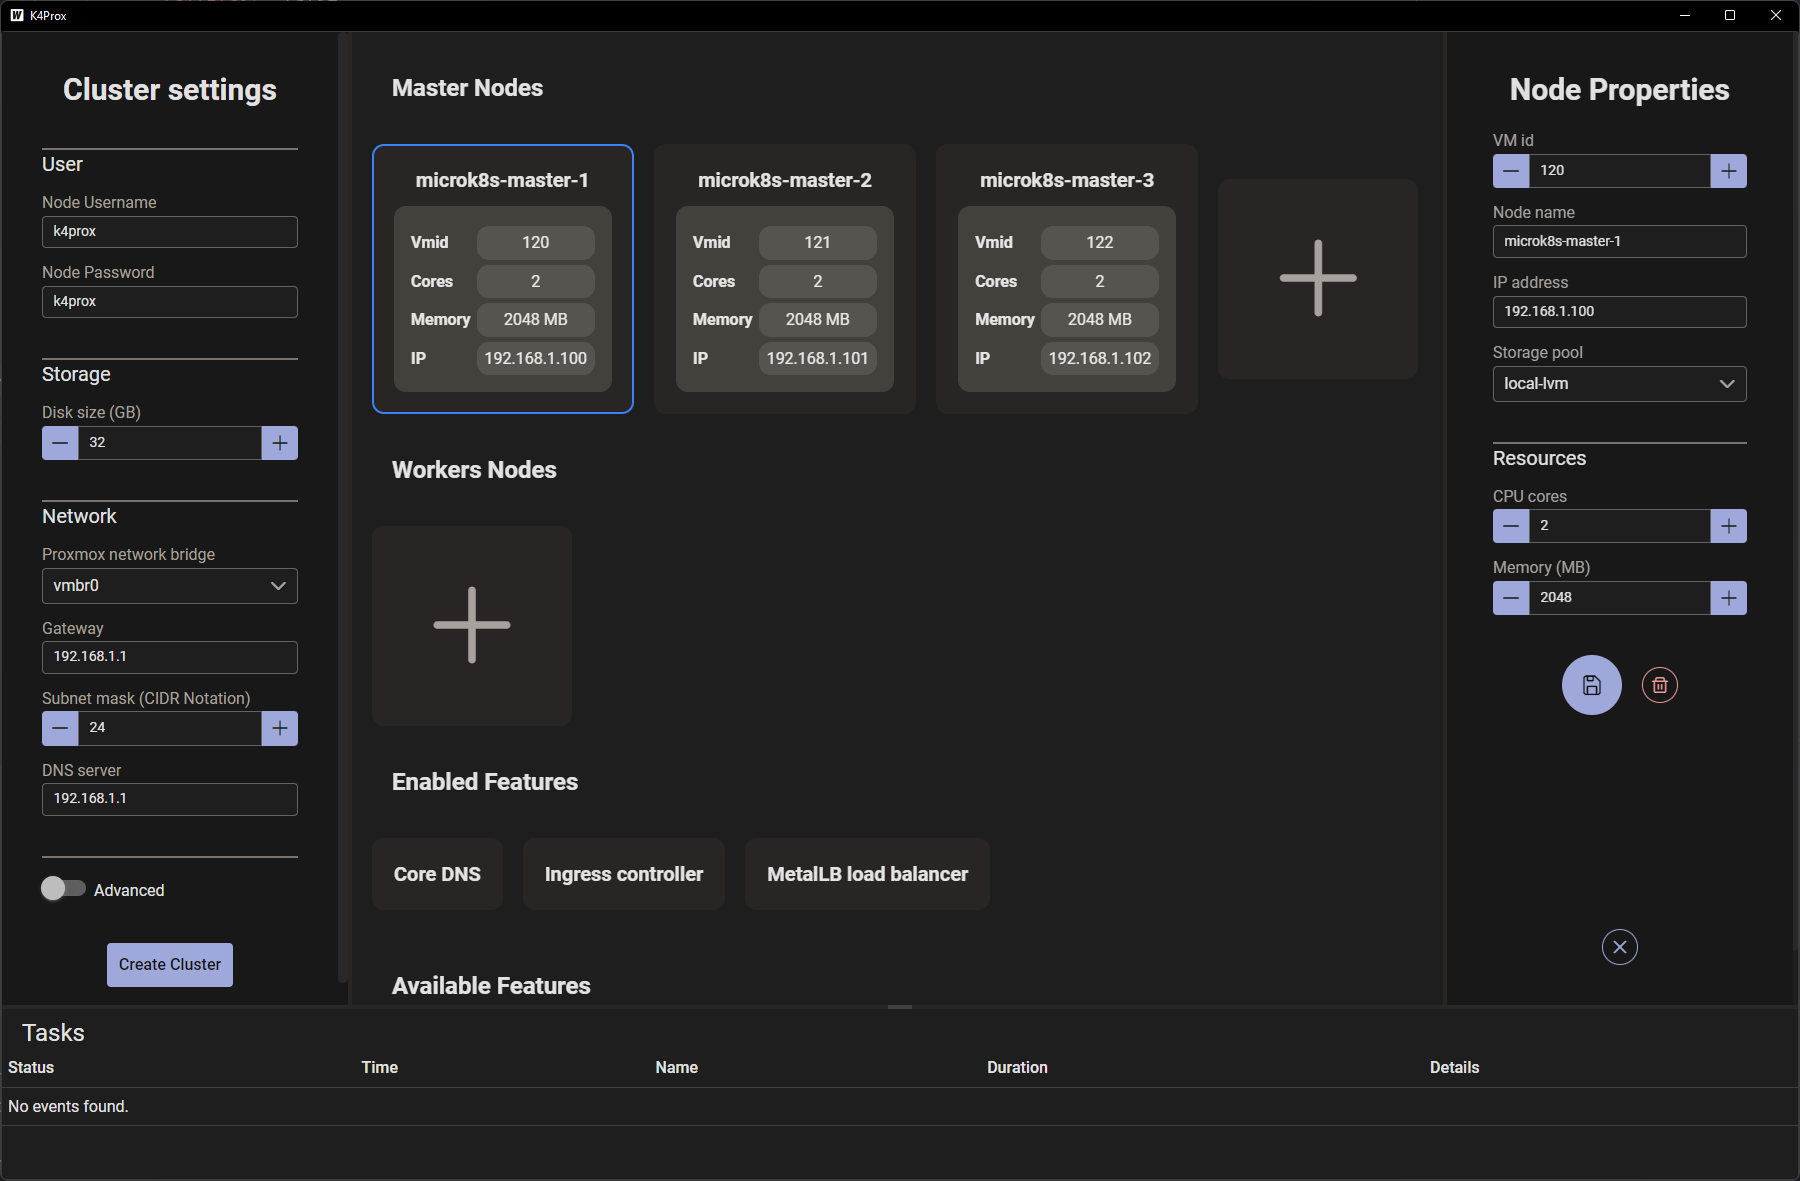 K4Prox
Cluster settings
User
Node Username
k4prox
Node Password
k4prox
Storage
Disk size (GB)
32
Network
Proxmox network bridge
vmbr0
Gateway
192.168.1.1
Subnet mask (CIDR Notation)
24
DNS server
192.168.1.1
Advanced
Create Cluster
Master Nodes
microk8s-master-1
Vmid 120
Cores 2
Memory 2048 MB
IP 192.168.1.100
microk8s-master-2
Vmid 121
Cores 2
Memory 2048 MB
IP 192.168.1.101
microk8s-master-3
Vmid 122
Cores 2
Memory 2048 MB
IP 192.168.1.102
Workers Nodes
Enabled Features
Core DNS
Ingress controller
MetalLB load balancer
Available Features
Node Properties
VM id
120
Node name
microk8s-master-1
IP address
192.168.1.100
Storage pool
local-lvm
Resources
CPU cores
2
Memory (MB)
2048
Tasks
Status Time Name Duration Details
No events found.